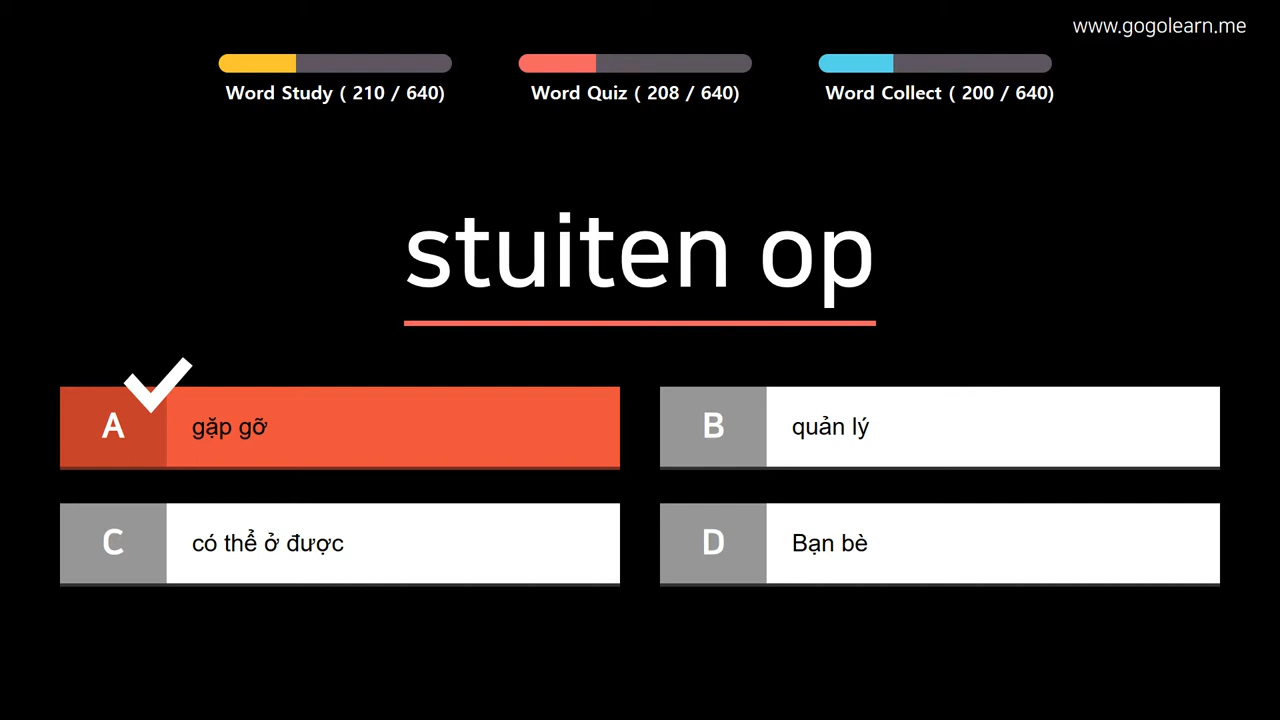 www.gogolearn.me
Word Study ( 210 / 640)
Word Quiz ( 208 / 640)
Word Collect ( 200 / 640)
stuiten op
A
gặp gỡ
B
quản lý
C
có thể ở được
D
Bạn bè